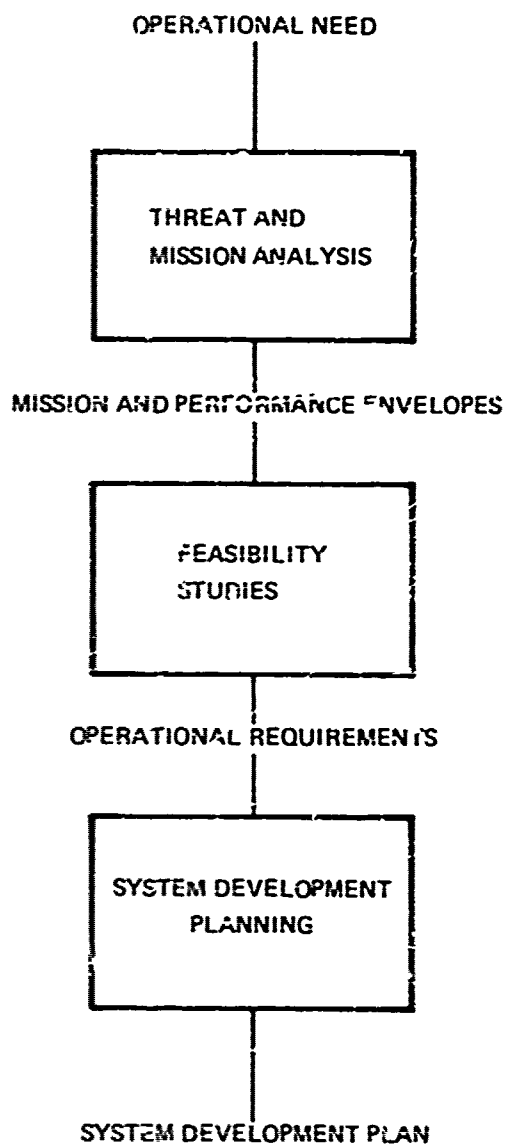 OPERATIONAL NEED
THREAT AND
MISSION ANALYSIS
MISSION AND PERFORMANCE ENVELOPES
FEASIBILITY
STUDIES
OPERATIONAL REQUIREMENTS
SYSTEM DEVELOPMENT
PLANNING
SYSTEM DEVELOPMENT PLAN